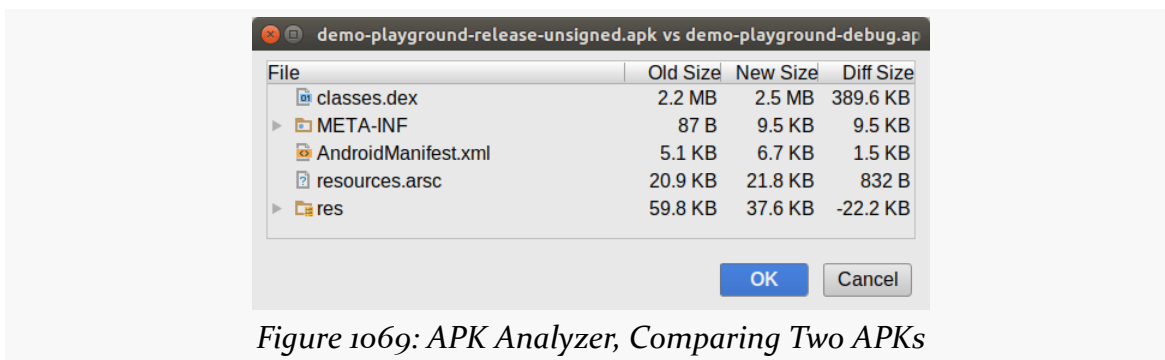 demo-playground-release-unsigned.apk vs demo-playground-debug.ap
File Old Size New Size Diff Size
classes.dex 2.2 MB 2.5 MB 389.6 KB
META-INF 87 B 9.5 KB 9.5 KB
AndroidManifest.xml 5.1 KB 6.7 KB 1.5 KB
resources.arsc 20.9 KB 21.8 KB 832 B
res 59.8 KB 37.6 KB -22.2 KB
OK Cancel
Figure 1069: APK Analyzer, Comparing Two APKs